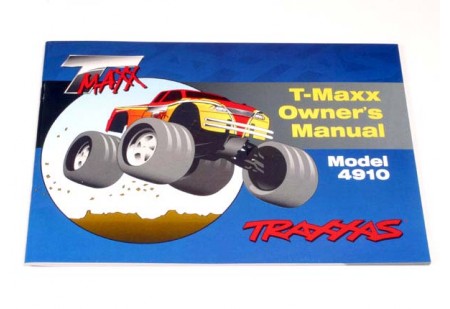 T
MAXX
T-Maxx
Owner's
Manual
Model
4910
TRAXXAS